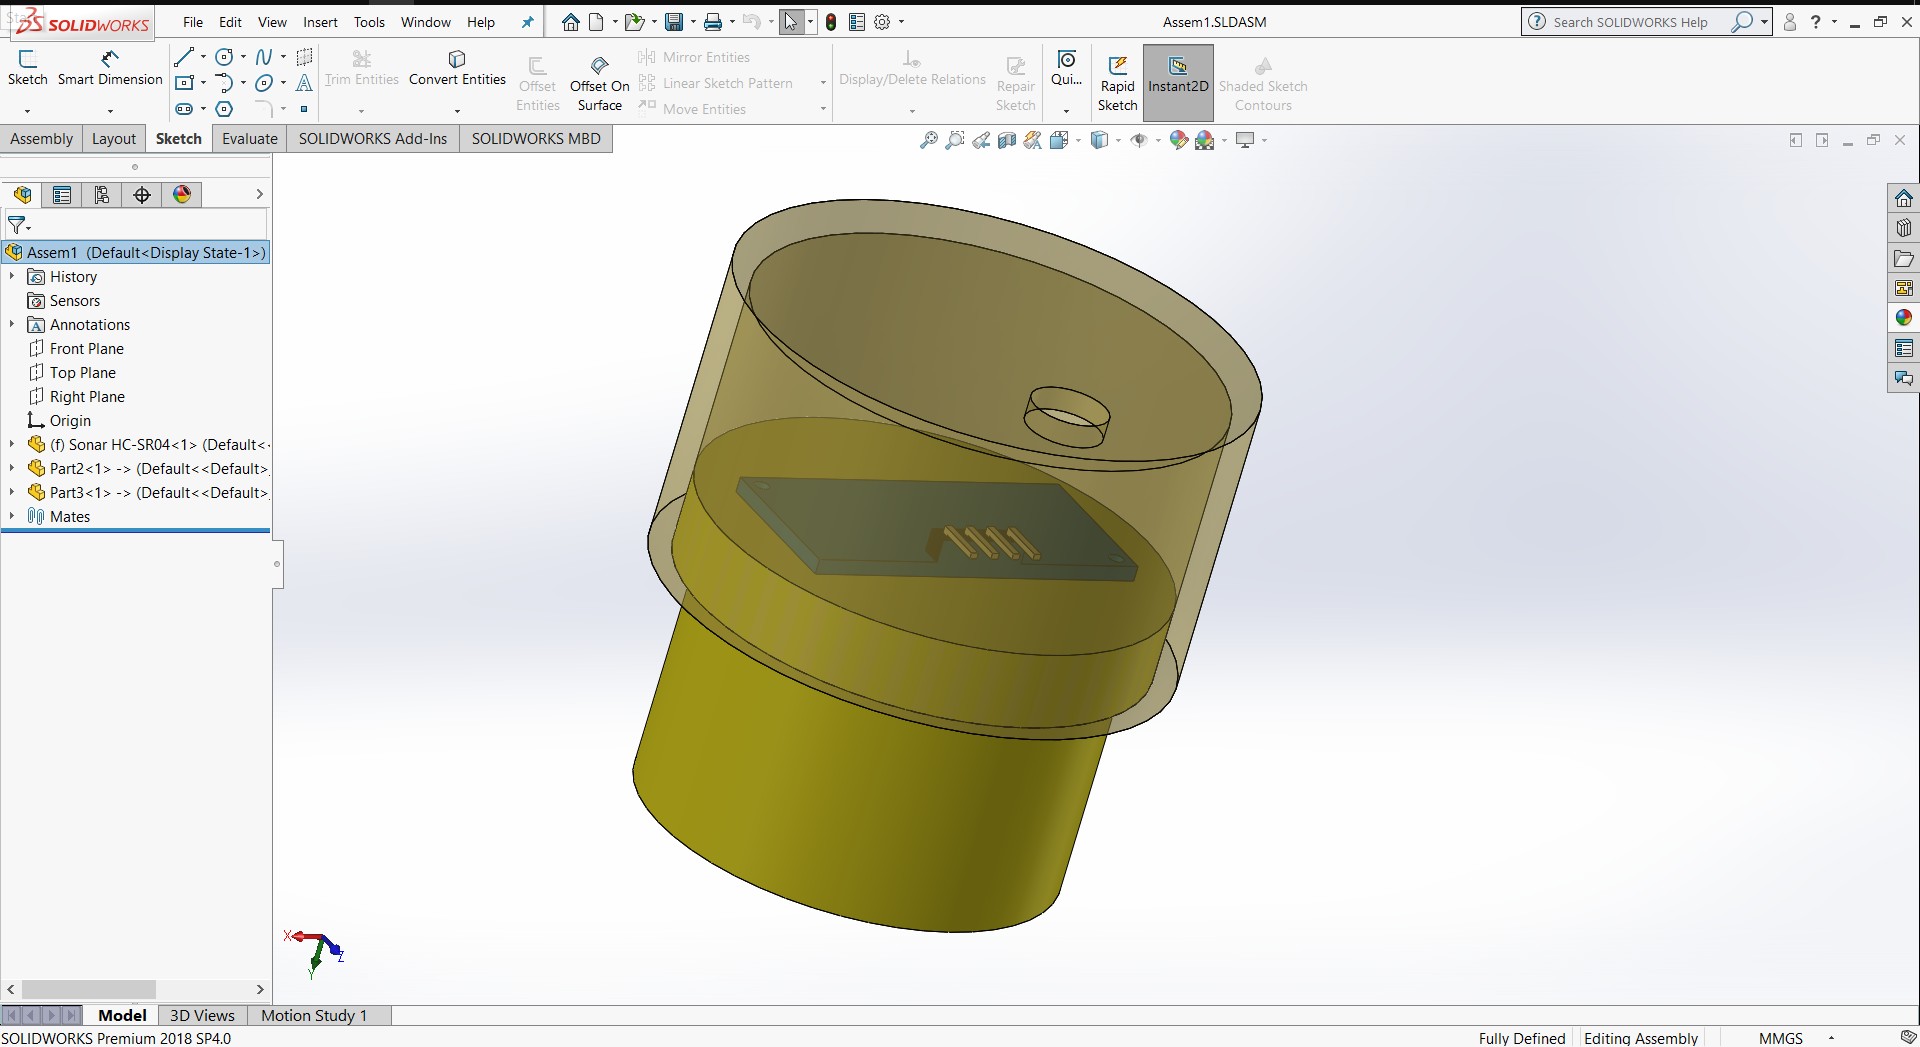 SOLIDWORKS
File Edit View Insert Tools Window Help
Assem1.SLDASM
Search SOLIDWORKS Help
?
Sketch
Smart Dimension
Trim Entities
Convert Entities
Offset Entities
Offset On Surface
Mirror Entities
Linear Sketch Pattern
Move Entities
Display/Delete Relations
Repair Sketch
Qui...
Rapid Sketch
Instant2D
Shaded Sketch Contours
Assembly Layout Sketch Evaluate SOLIDWORKS Add-Ins SOLIDWORKS MBD
Assem1 (Default<Display State-1>)
History
Sensors
Annotations
Front Plane
Top Plane
Right Plane
Origin
(f) Sonar HC-SR04<1> (Default<
Part2<1> -> (Default<<Default>
Part3<1> -> (Default<<Default>
Mates
X
Y
Z
Model 3D Views Motion Study 1
SOLIDWORKS Premium 2018 SP4.0
Fully Defined Editing Assembly MMGS